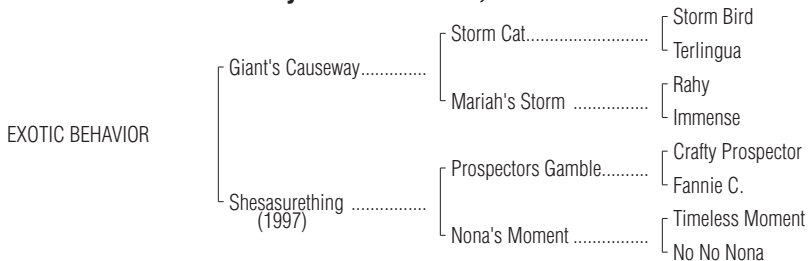 Storm Bird
Storm Cat..........................
Terlingua
Giant's Causeway..............
Rahy
Mariah's Storm ................
Immense
EXOTIC BEHAVIOR
Crafty Prospector
Prospectors Gamble..........
Fannie C.
Shesasurething ................
(1997)
Timeless Moment
Nona's Moment ................
No No Nona